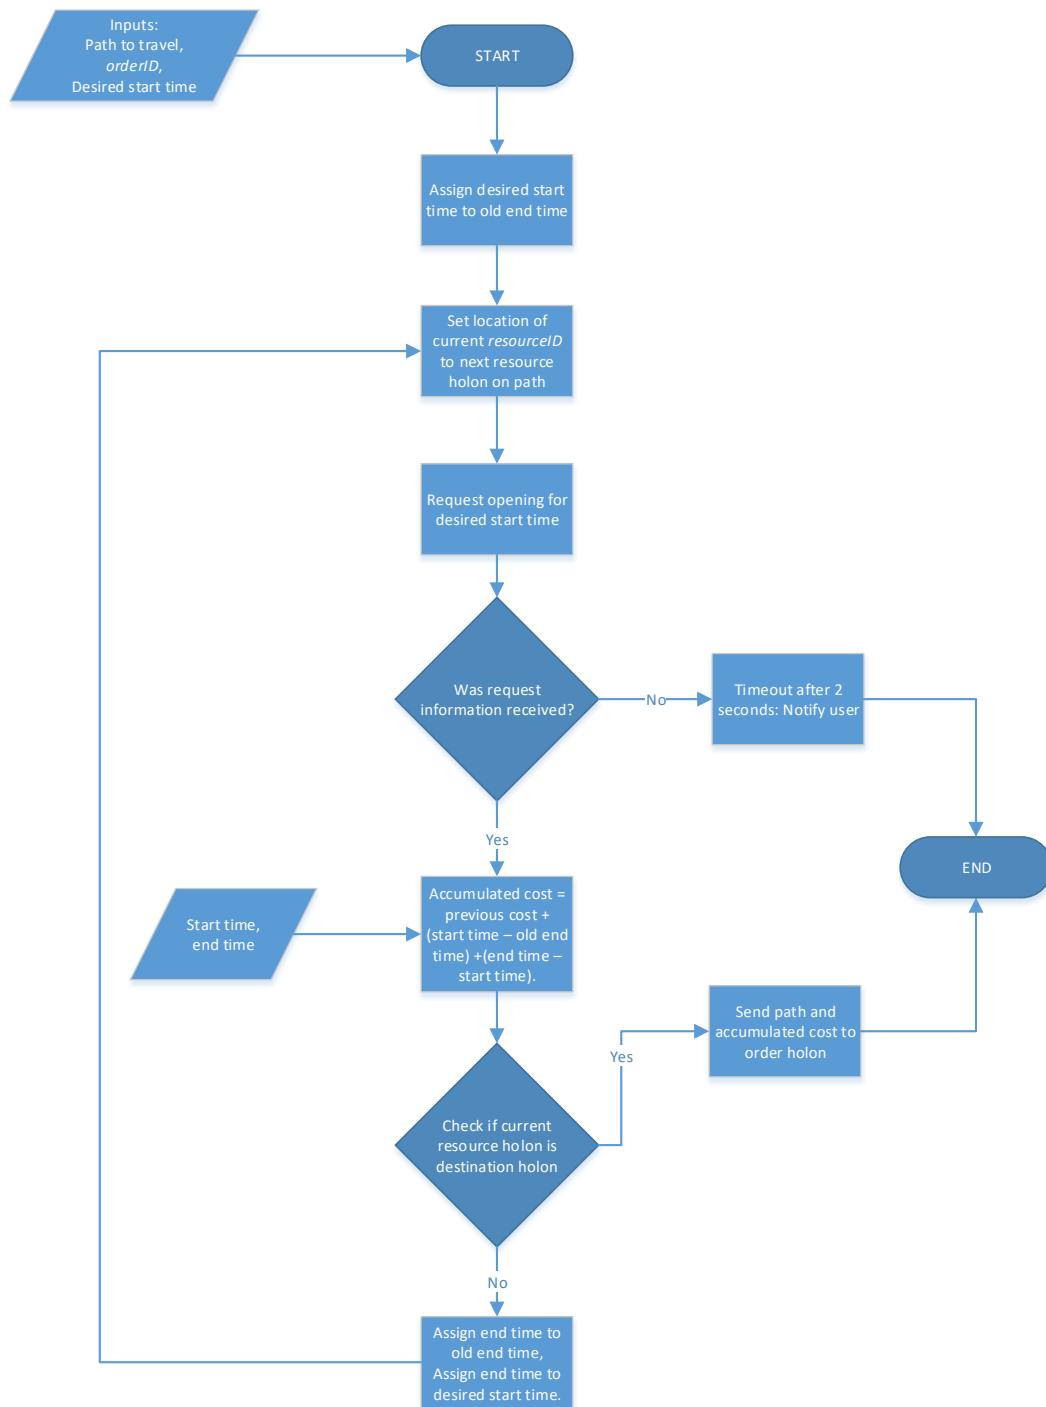 Inputs:
Path to travel,
orderID,
Desired start time
START
Assign desired start
time to old end time
Set location of
current resourceID
to next resource
holon on path
Request opening for
desired start time
Was request
information received?
No
Timeout after 2
seconds: Notify user
Yes
END
Start time,
end time
Accumulated cost =
previous cost +
(start time – old end
time) +(end time –
start time).
Send path and
accumulated cost to
order holon
Yes
Check if current
resource holon is
destination holon
No
Assign end time to
old end time,
Assign end time to
desired start time.